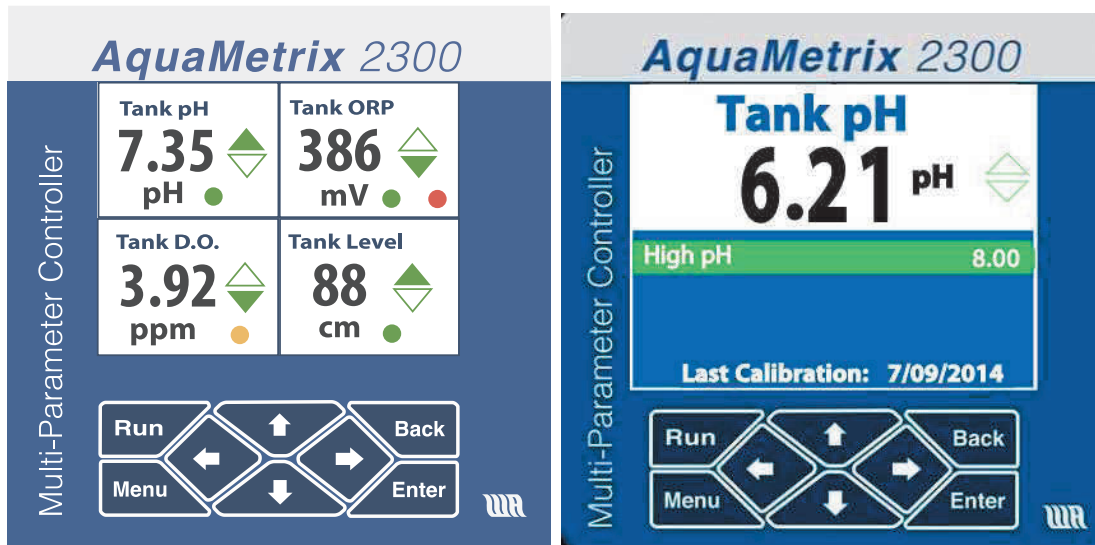 AquaMetrix 2300
Multi-Parameter Controller
Tank pH
7.35
pH
Tank ORP
386
mV
Tank D.O.
3.92
ppm
Tank Level
88
cm
Run
Back
Menu
Enter
WA
AquaMetrix 2300
Multi-Parameter Controller
Tank pH
6.21 pH
High pH 8.00
Last Calibration: 7/09/2014
Run
Back
Menu
Enter
WA